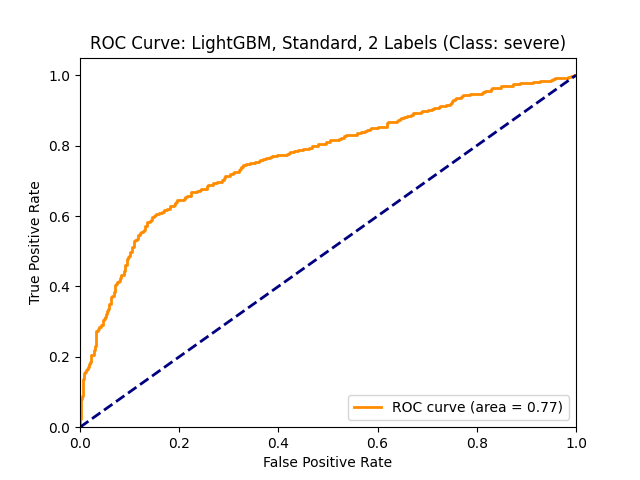 ROC Curve: LightGBM, Standard, 2 Labels (Class: severe)
True Positive Rate
1.0
0.8
0.6
0.4
0.2
0.0
ROC curve (area = 0.77)
0.0 0.2 0.4 0.6 0.8 1.0
False Positive Rate